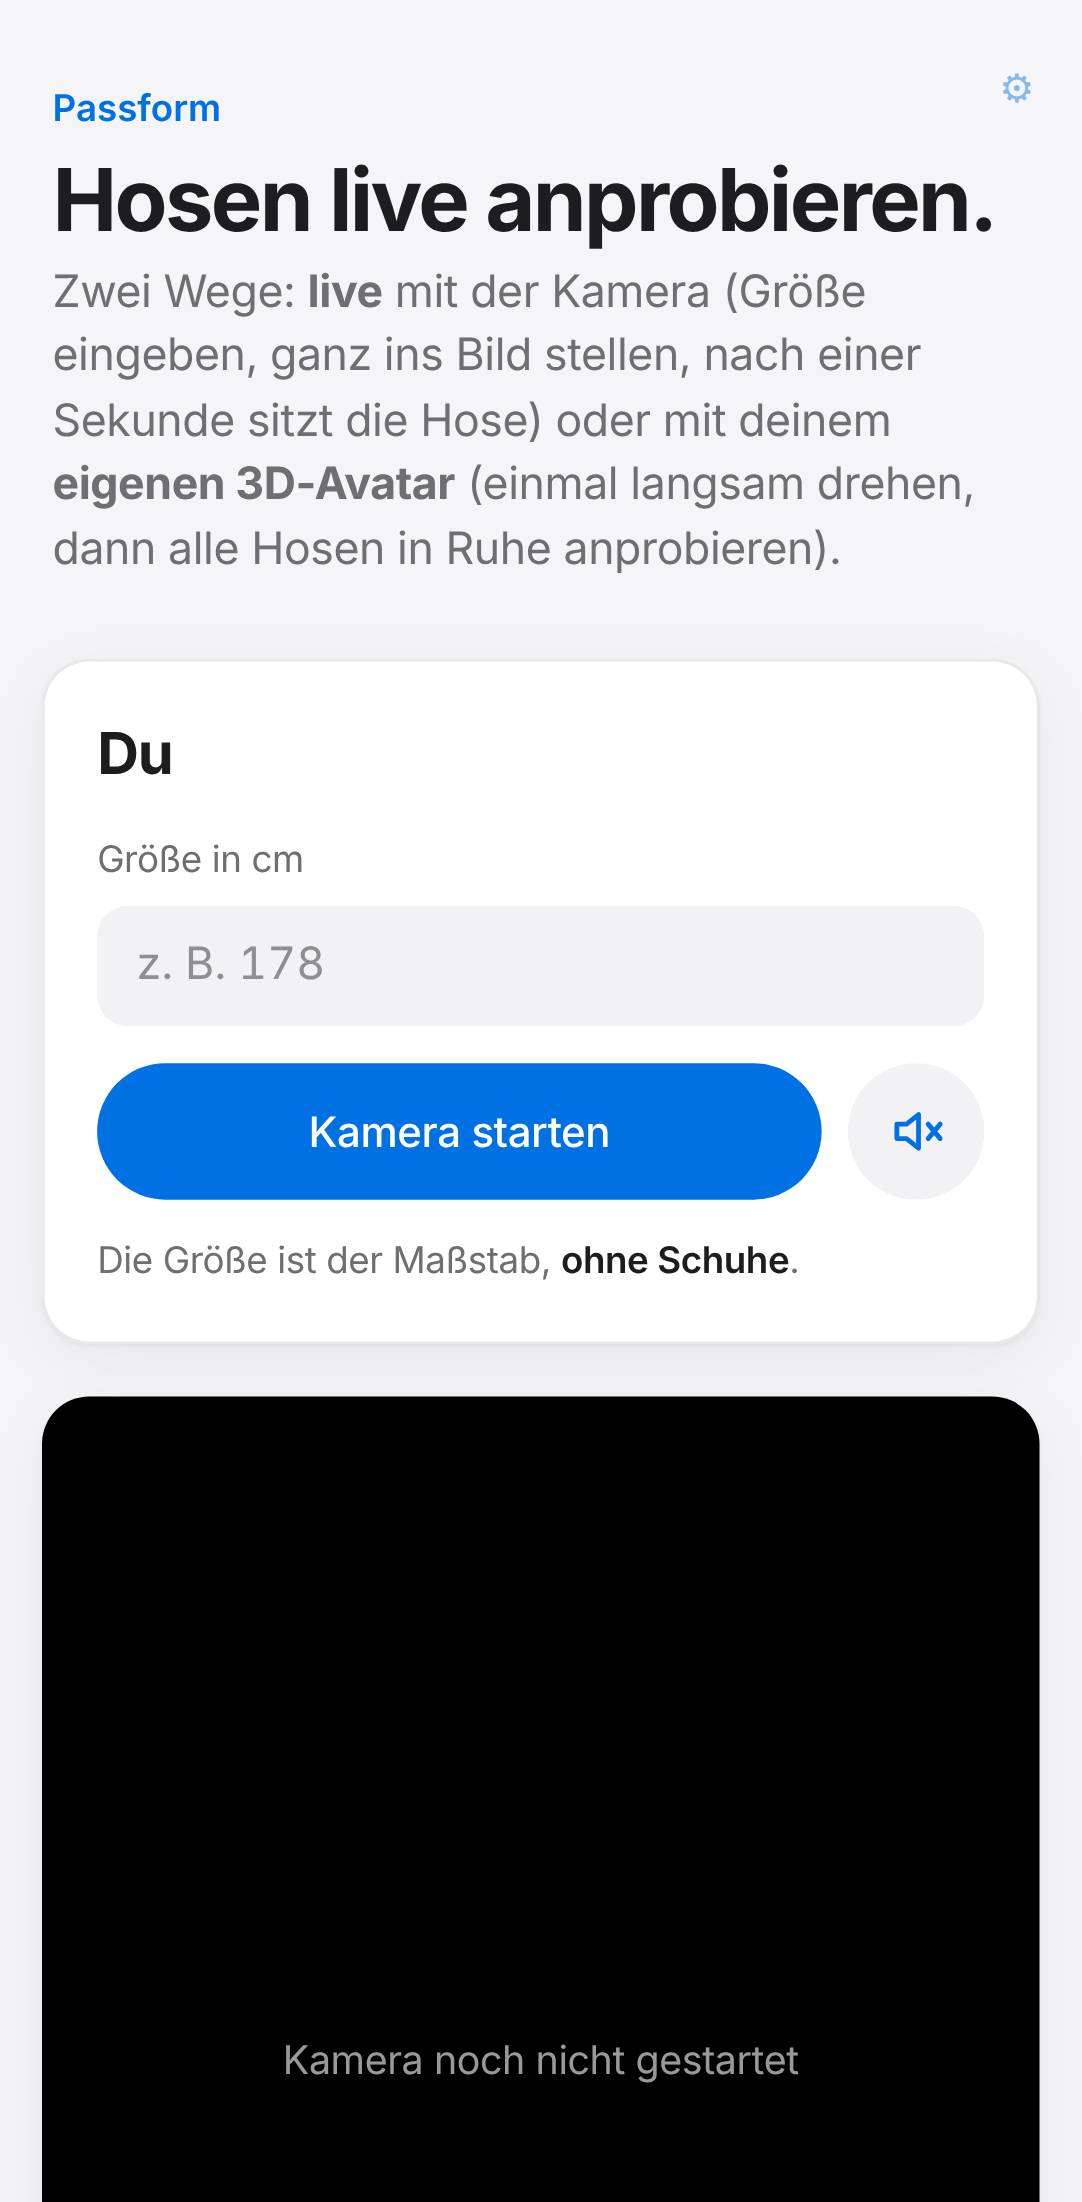 Passform
Hosen live anprobieren.
Zwei Wege: live mit der Kamera (Größe
eingeben, ganz ins Bild stellen, nach einer
Sekunde sitzt die Hose) oder mit deinem
eigenen 3D-Avatar (einmal langsam drehen,
dann alle Hosen in Ruhe anprobieren).
Du
Größe in cm
z. B. 178
Kamera starten
Die Größe ist der Maßstab, ohne Schuhe.
Kamera noch nicht gestartet